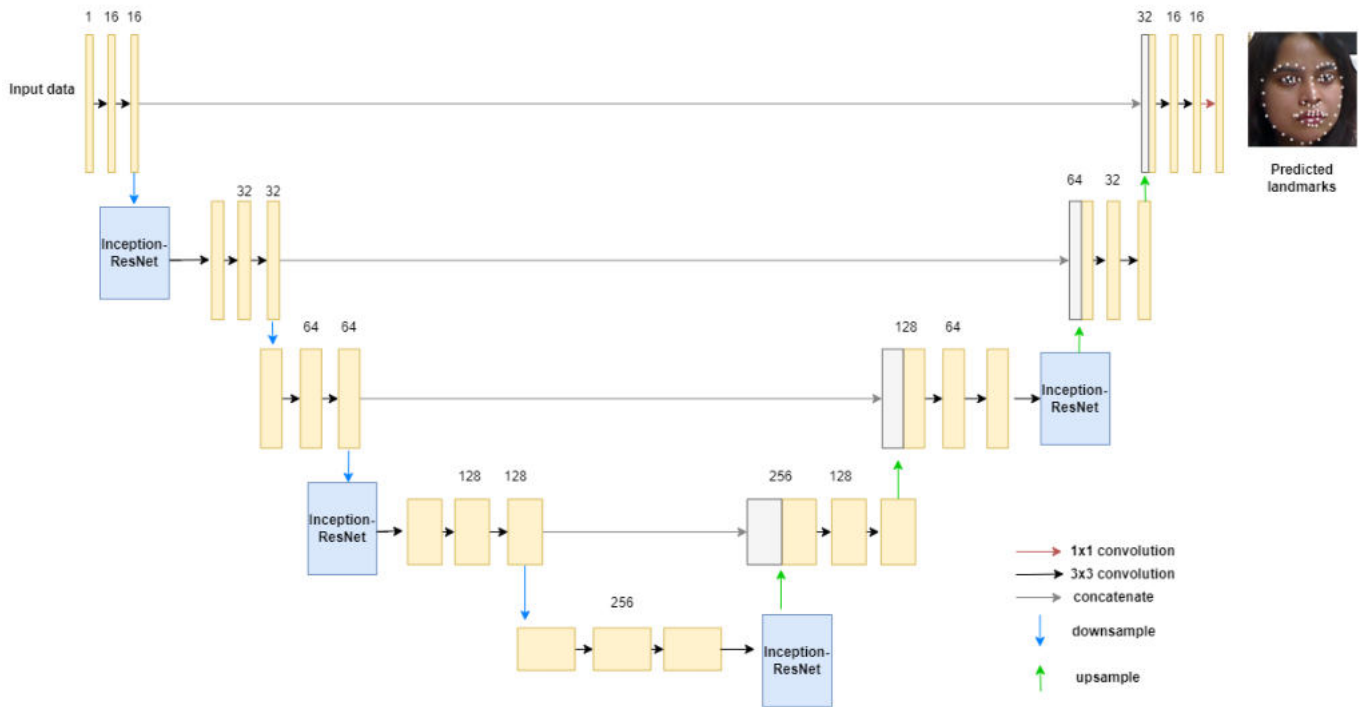 1 16 16
32 16 16
Input data
Predicted
landmarks
32 32
64 32
Inception-
ResNet
64 64
128 64
Inception-
ResNet
128 128
256 128
Inception-
ResNet
256
Inception-
ResNet
1x1 convolution
3x3 convolution
concatenate
downsample
upsample